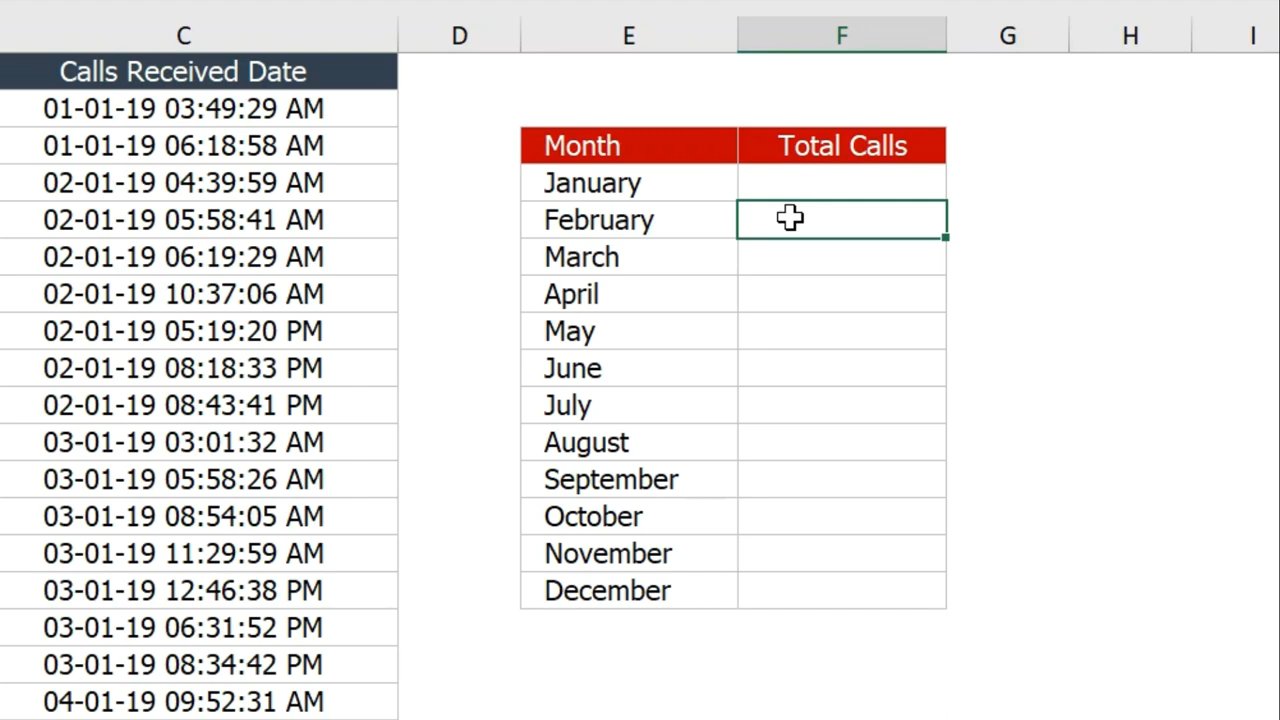 C D E F G H I
Calls Received Date
01-01-19 03:49:29 AM
01-01-19 06:18:58 AM
02-01-19 04:39:59 AM
02-01-19 05:58:41 AM
02-01-19 06:19:29 AM
02-01-19 10:37:06 AM
02-01-19 05:19:20 PM
02-01-19 08:18:33 PM
02-01-19 08:43:41 PM
03-01-19 03:01:32 AM
03-01-19 05:58:26 AM
03-01-19 08:54:05 AM
03-01-19 11:29:59 AM
03-01-19 12:46:38 PM
03-01-19 06:31:52 PM
03-01-19 08:34:42 PM
04-01-19 09:52:31 AM
Month Total Calls
January
February
March
April
May
June
July
August
September
October
November
December